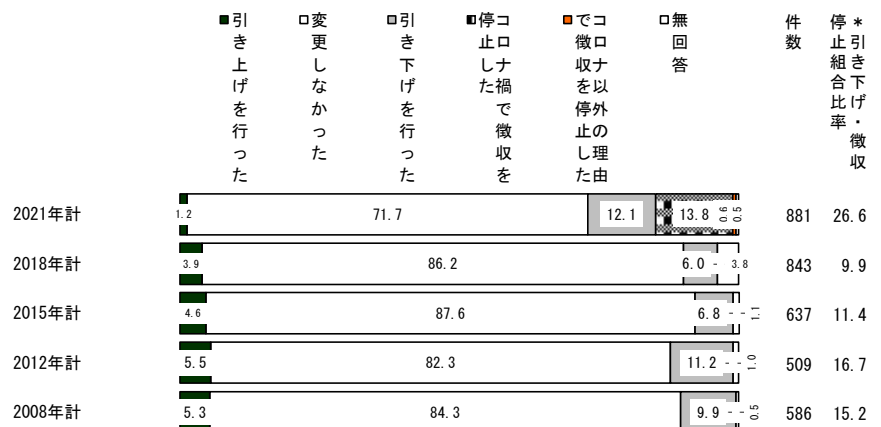 ■引き上げを行った
□変更しなかった
■引き下げを行った
■コロナ禍で徴収を
停止した
■コロナ以外の理由
で徴収を停止した
□無回答
件数
＊引き下げ・徴収
停止組合比率
2021年計 1.2 71.7 12.1 13.8 0.6 0.5 881 26.6
2018年計 3.9 86.2 6.0 - 3.8 843 9.9
2015年計 4.6 87.6 6.8 - - 1.1 637 11.4
2012年計 5.5 82.3 11.2 - - 1.0 509 16.7
2008年計 5.3 84.3 9.9 - - 0.5 586 15.2